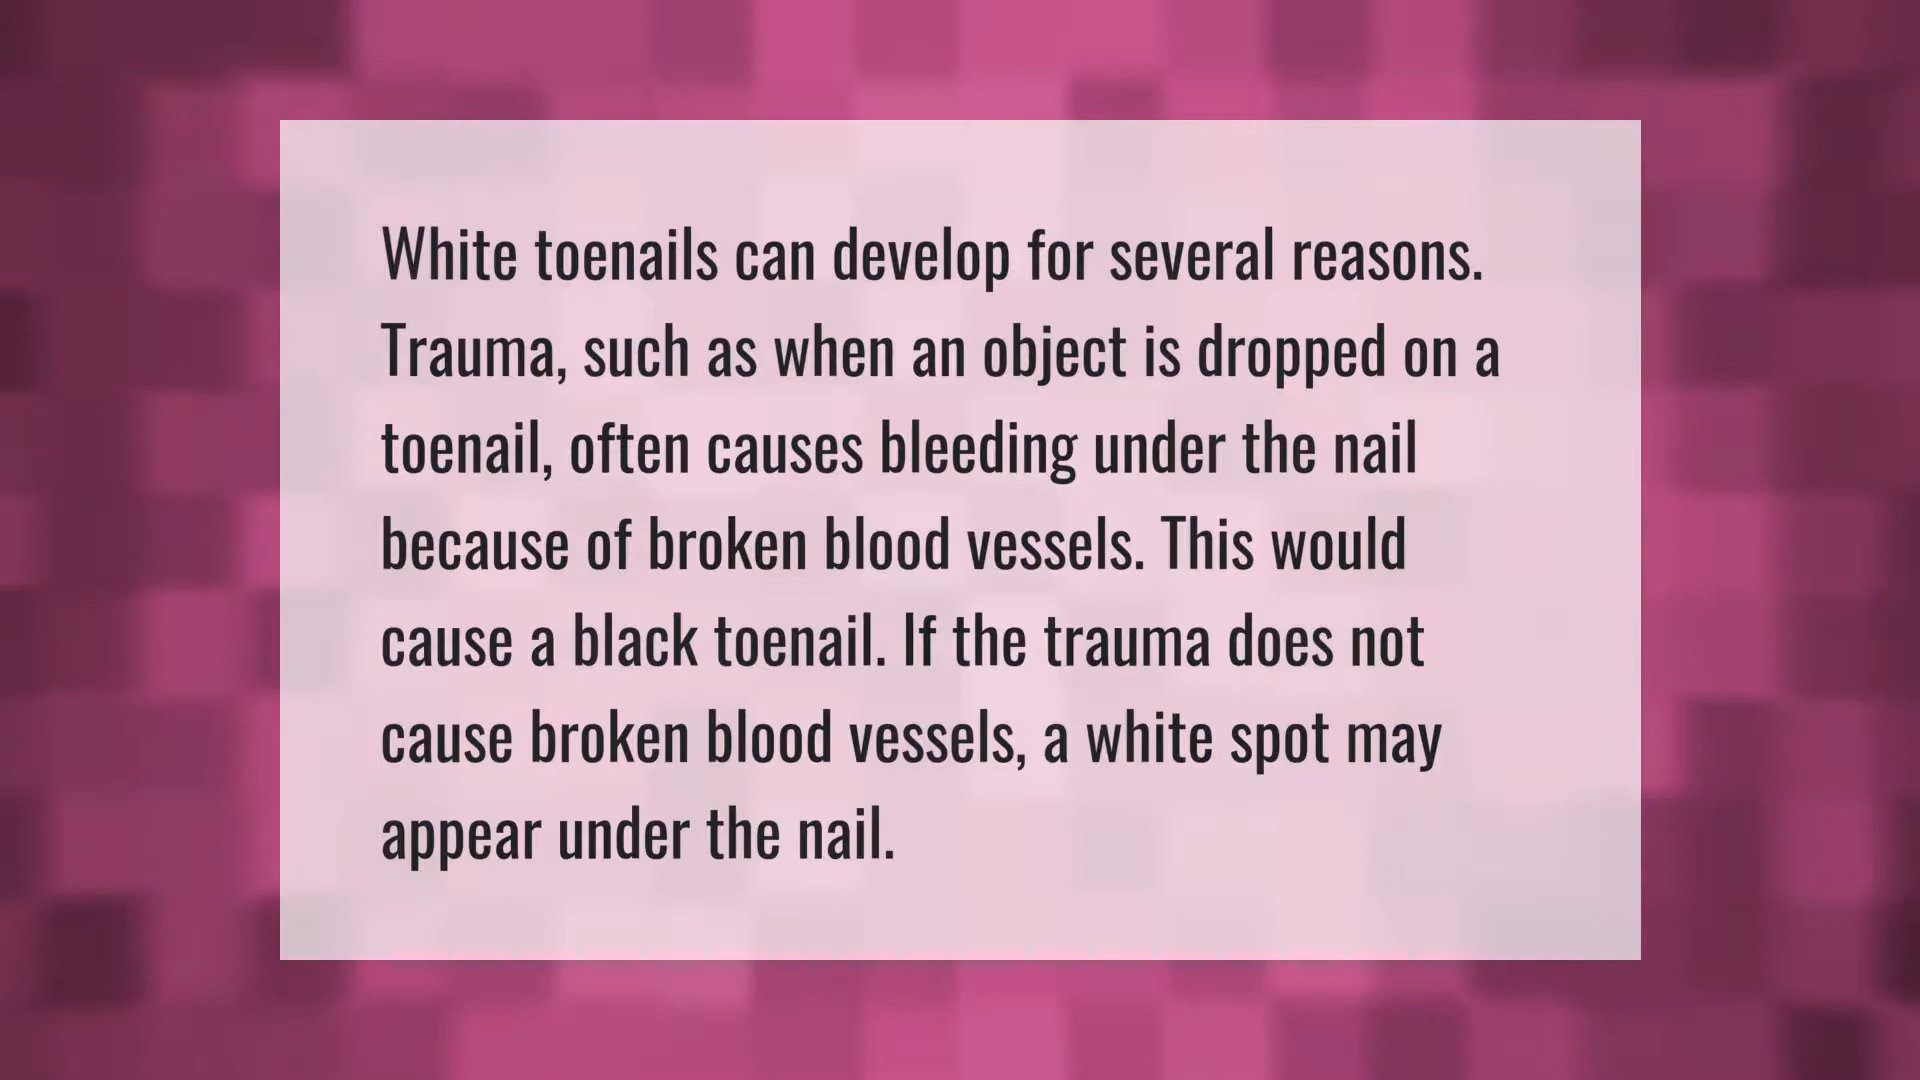 White toenails can develop for several reasons.
Trauma, such as when an object is dropped on a
toenail, often causes bleeding under the nail
because of broken blood vessels. This would
cause a black toenail. If the trauma does not
cause broken blood vessels, a white spot may
appear under the nail.